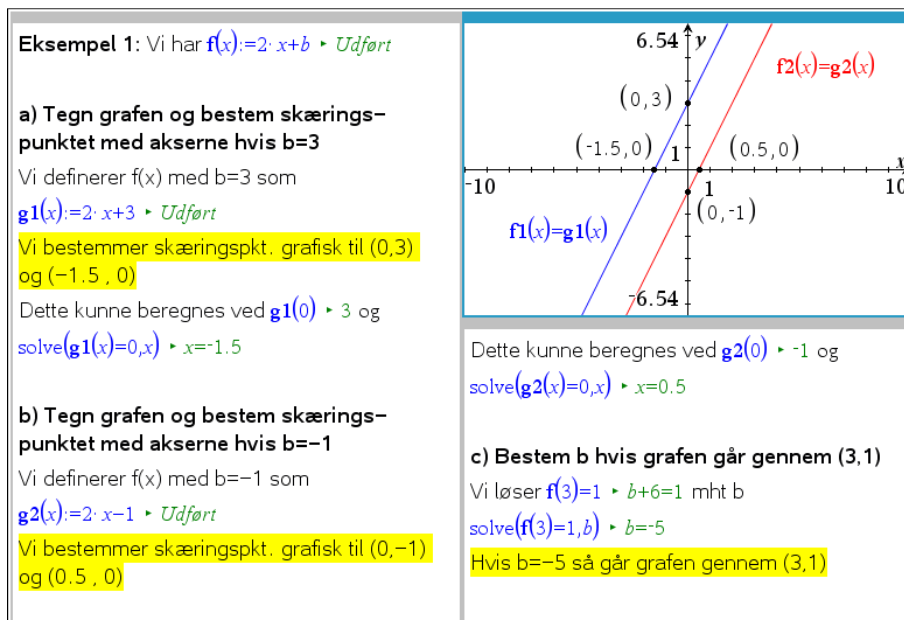 Eksempel 1: Vi har f(x):=2· x+b ▸ Udført
a) Tegn grafen og bestem skærings–
punktet med akserne hvis b=3
Vi definerer f(x) med b=3 som
g1(x):=2· x+3 ▸ Udført
Vi bestemmer skæringspkt. grafisk til (0,3)
og (−1.5 , 0)
Dette kunne beregnes ved g1(0) ▸ 3 og
solve(g1(x)=0,x) ▸ x=-1.5
b) Tegn grafen og bestem skærings–
punktet med akserne hvis b=−1
Vi definerer f(x) med b=−1 som
g2(x):=2· x−1 ▸ Udført
Vi bestemmer skæringspkt. grafisk til (0,−1)
og (0.5 , 0)
6.54 y
f2(x)=g2(x)
(0,3)
(-1.5,0) 1 (0.5,0)
x
-10 1 10
(0,-1)
f1(x)=g1(x)
-6.54
Dette kunne beregnes ved g2(0) ▸ -1 og
solve(g2(x)=0,x) ▸ x=0.5
c) Bestem b hvis grafen går gennem (3,1)
Vi løser f(3)=1 ▸ b+6=1 mht b
solve(f(3)=1,b) ▸ b=-5
Hvis b=−5 så går grafen gennem (3,1)